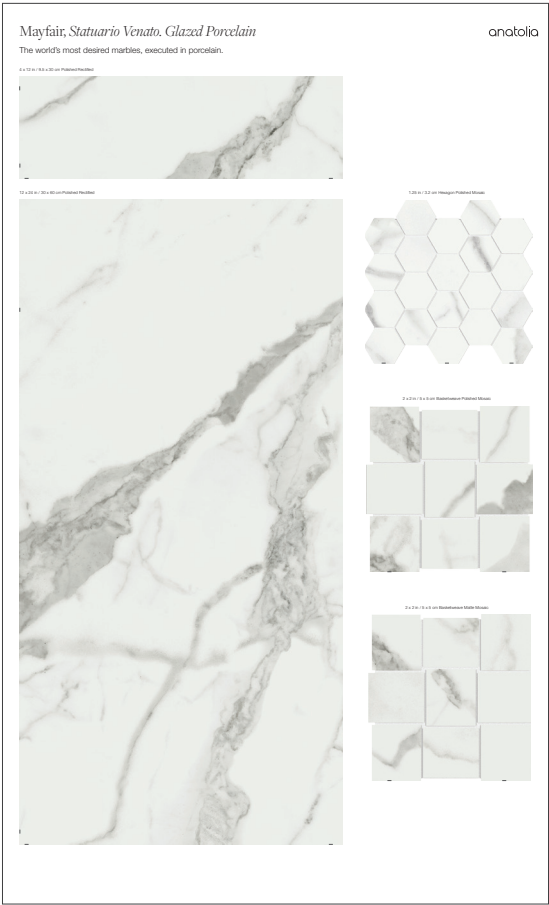 Mayfair, Statuario Venato. Glazed Porcelain
anatolia
The world's most desired marbles, executed in porcelain.
4 x 12 in / 9.8 x 30 cm Polished Rectified
12 x 24 in / 30 x 60 cm Polished Rectified
1.25 in / 3.2 cm Hexagon Polished Mosaic
2 x 2 in / 5 x 5 cm Basketweave Polished Mosaic
2 x 2 in / 5 x 5 cm Basketweave Matte Mosaic